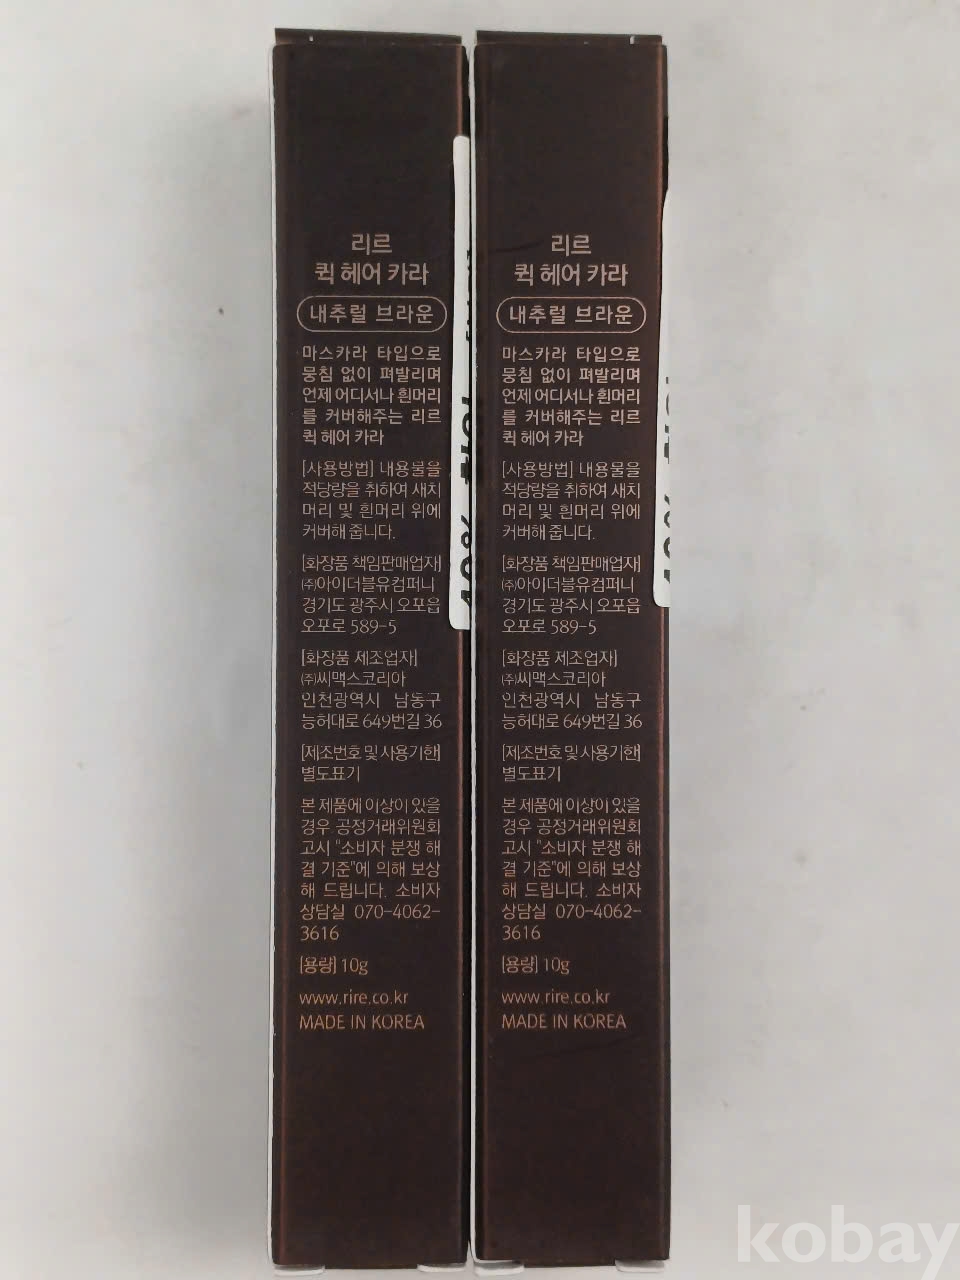 리르
퀵 헤어 카라
내추럴 브라운
마스카라 타입으로
뭉침 없이 펴발리며
언제 어디서나 흰머리
를 커버해주는 리르
퀵 헤어 카라
[사용방법] 내용물을
적당량을 취하여 새치
머리 및 흰머리 위에
커버해 줍니다.
[화장품 책임판매업자]
㈜아이더블유컴퍼니
경기도 광주시 오포읍
오포로 589-5
[화장품 제조업자]
㈜씨맥스코리아
인천광역시 남동구
능허대로 649번길 36
[제조번호 및 사용기한]
별도표기
본 제품에 이상이 있을
경우 공정거래위원회
고시 "소비자 분쟁 해
결 기준"에 의해 보상
해 드립니다. 소비자
상담실 070-4062-
3616
[용량] 10g
www.rire.co.kr
MADE IN KOREA
리르
퀵 헤어 카라
내추럴 브라운
마스카라 타입으로
뭉침 없이 펴발리며
언제 어디서나 흰머리
를 커버해주는 리르
퀵 헤어 카라
[사용방법] 내용물을
적당량을 취하여 새치
머리 및 흰머리 위에
커버해 줍니다.
[화장품 책임판매업자]
㈜아이더블유컴퍼니
경기도 광주시 오포읍
오포로 589-5
[화장품 제조업자]
㈜씨맥스코리아
인천광역시 남동구
능허대로 649번길 36
[제조번호 및 사용기한]
별도표기
본 제품에 이상이 있을
경우 공정거래위원회
고시 "소비자 분쟁 해
결 기준"에 의해 보상
해 드립니다. 소비자
상담실 070-4062-
3616
[용량] 10g
www.rire.co.kr
MADE IN KOREA
kobay